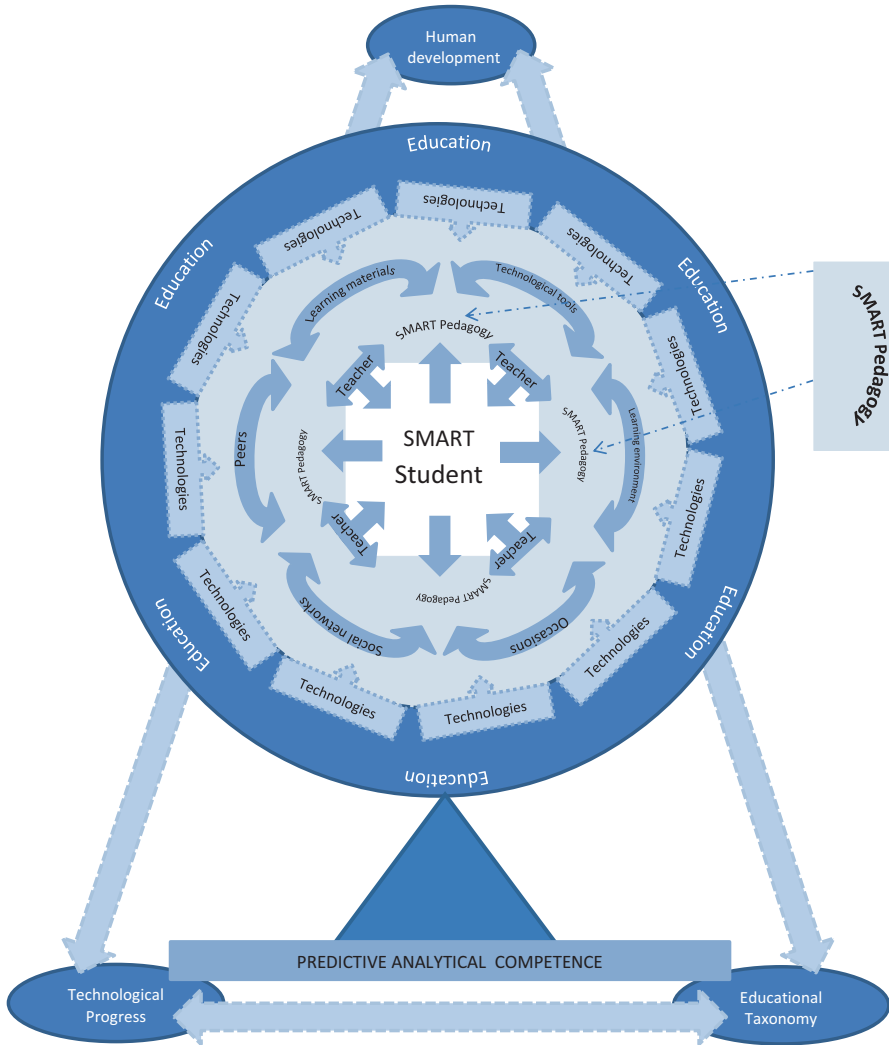 Human
development
Education
Education
Education
Education
Education
Education
Technologies
Technologies
Technologies
Technologies
Technologies
Technologies
Technologies
Technologies
Technologies
Technologies
Technologies
Learning materials
Technological tools
Learning environment
Occasions
Social networks
Peers
SMART Pedagogy
SMART Pedagogy
SMART Pedagogy
SMART Pedagogy
Teacher
Teacher
Teacher
Teacher
SMART
Student
SMART Pedagogy
PREDICTIVE ANALYTICAL COMPETENCE
Technological
Progress
Educational
Taxonomy